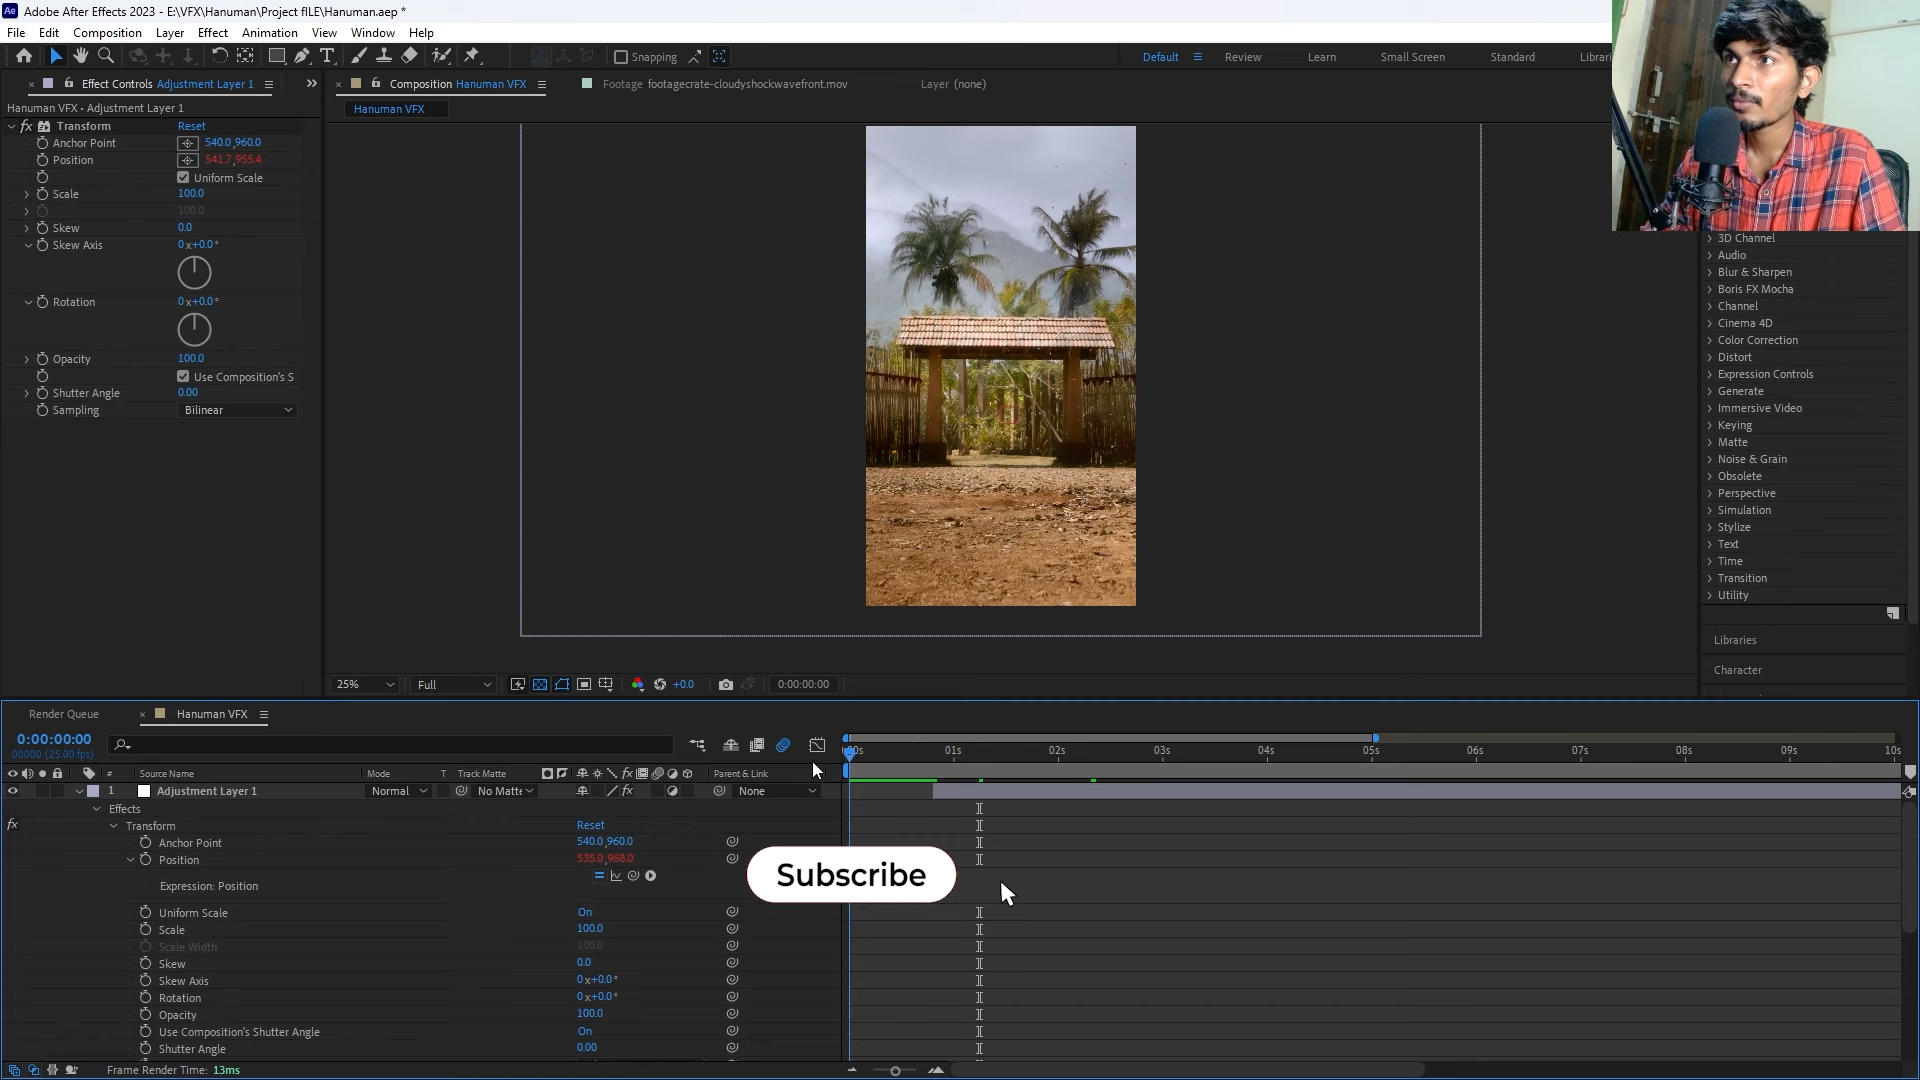 Ae Adobe After Effects 2023 - E:\VFX\Hanuman\Project fILE\Hanuman.aep *
File Edit Composition Layer Effect Animation View Window Help
Snapping Default Review Learn Small Screen Standard Librari
Effect Controls Adjustment Layer 1
Composition Hanuman VFX
Footage footagecrate-cloudyshockwavefront.mov
Layer (none)
Hanuman VFX • Adjustment Layer 1
Hanuman VFX
fx Transform Reset
Anchor Point 540.0,960.0
Position 541.7,955.4
Uniform Scale
Scale 100.0
100.0
Skew 0.0
Skew Axis 0x+0.0°
Rotation 0x+0.0°
Opacity 100.0
Use Composition's S
Shutter Angle 0.00
Sampling Bilinear
3D Channel
Audio
Blur & Sharpen
Boris FX Mocha
Channel
Cinema 4D
Color Correction
Distort
Expression Controls
Generate
Immersive Video
Keying
Matte
Noise & Grain
Obsolete
Perspective
Simulation
Stylize
Text
Time
Transition
Utility
Libraries
Character
25% Full +0.0 0:00:00:00
Render Queue
Hanuman VFX
0:00:00:00
00000 (25.00 fps)
:00s 01s 02s 03s 04s 05s 06s 07s 08s 09s 10s
# Source Name Mode T Track Matte fx Parent & Link
1 Adjustment Layer 1 Normal No Matte fx None
Effects
fx Transform Reset
Anchor Point 540.0,960.0
Position 535.0,968.0
Expression: Position
Subscribe
Uniform Scale On
Scale 100.0
Scale Width 100.0
Skew 0.0
Skew Axis 0x+0.0°
Rotation 0x+0.0°
Opacity 100.0
Use Composition's Shutter Angle On
Shutter Angle 0.00
Frame Render Time: 13ms